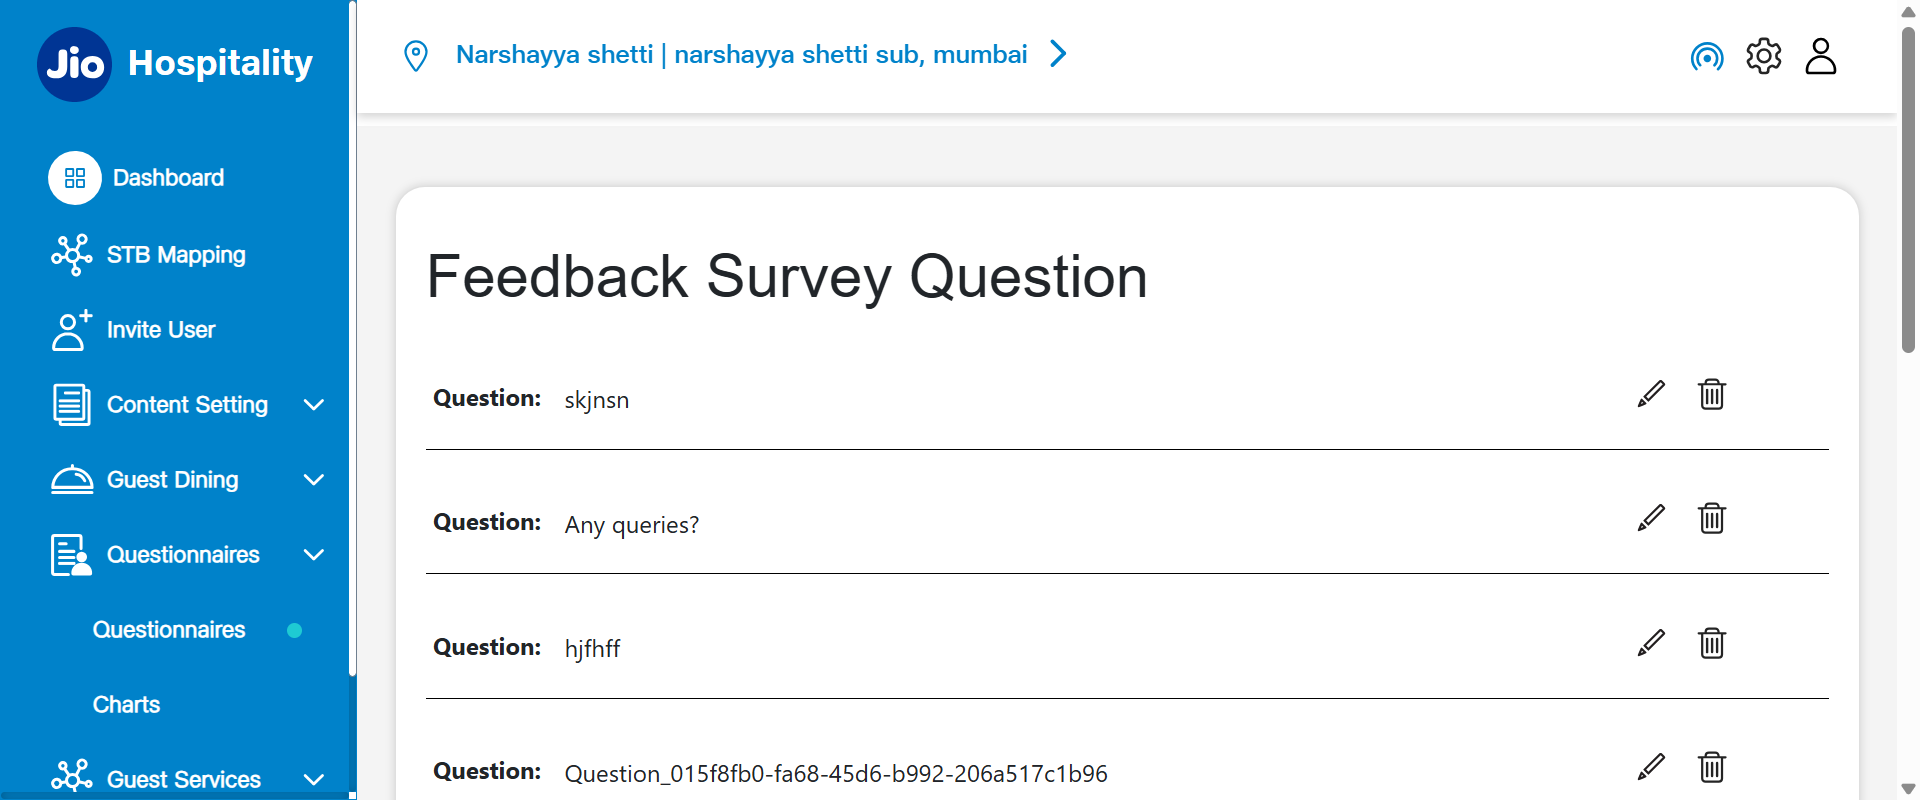 Jio Hospitality
Dashboard
STB Mapping
Invite User
Content Setting
Guest Dining
Questionnaires
Questionnaires
Charts
Guest Services
Narshayya shetti | narshayya shetti sub, mumbai
Feedback Survey Question
Question: skjnsn
Question: Any queries?
Question: hjfhff
Question: Question_015f8fb0-fa68-45d6-b992-206a517c1b96